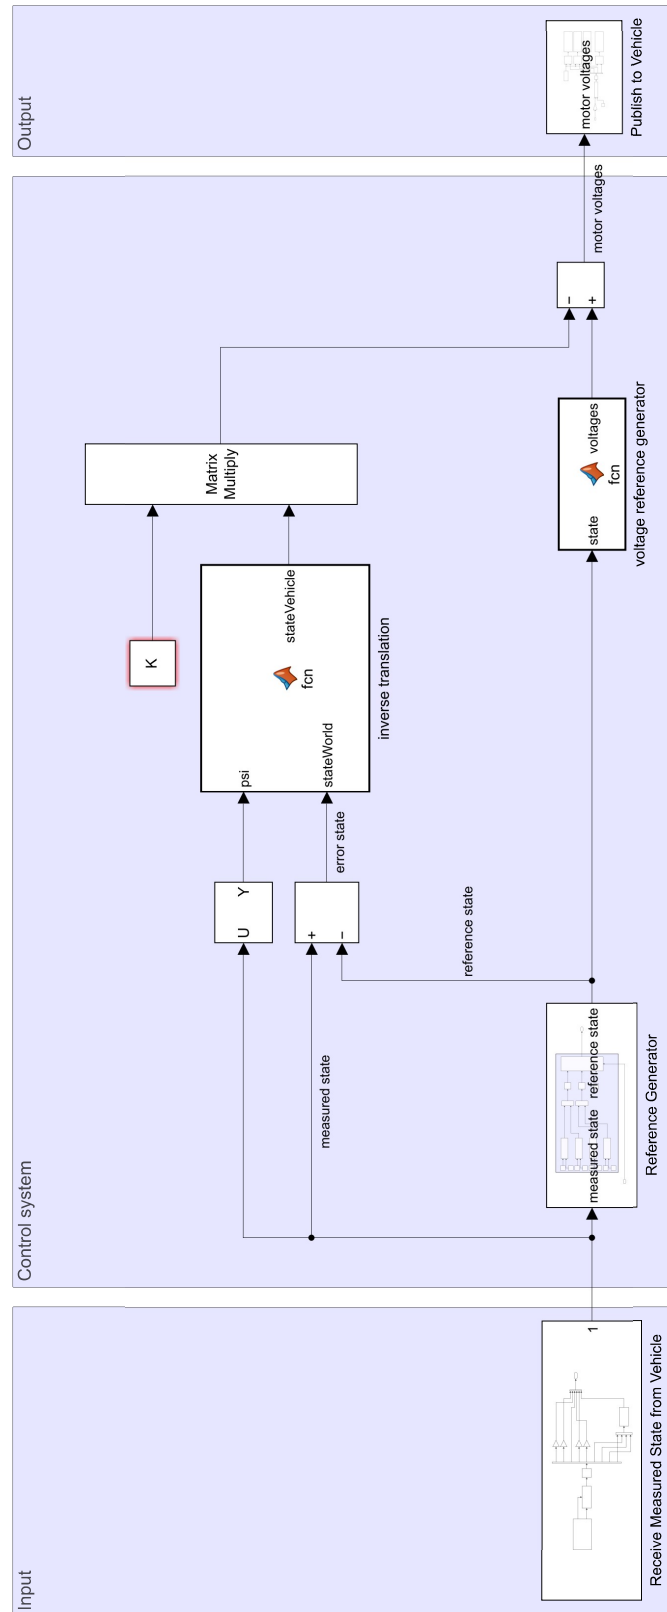 Input
Control system
Output
Receive Measured State from Vehicle
1
measured state
reference state
Reference Generator
measured state
reference state
U
Y
+
−
error state
psi
stateWorld
stateVehicle
fcn
inverse translation
K
Matrix
Multiply
state
voltages
fcn
voltage reference generator
−
+
motor voltages
motor voltages
Publish to Vehicle